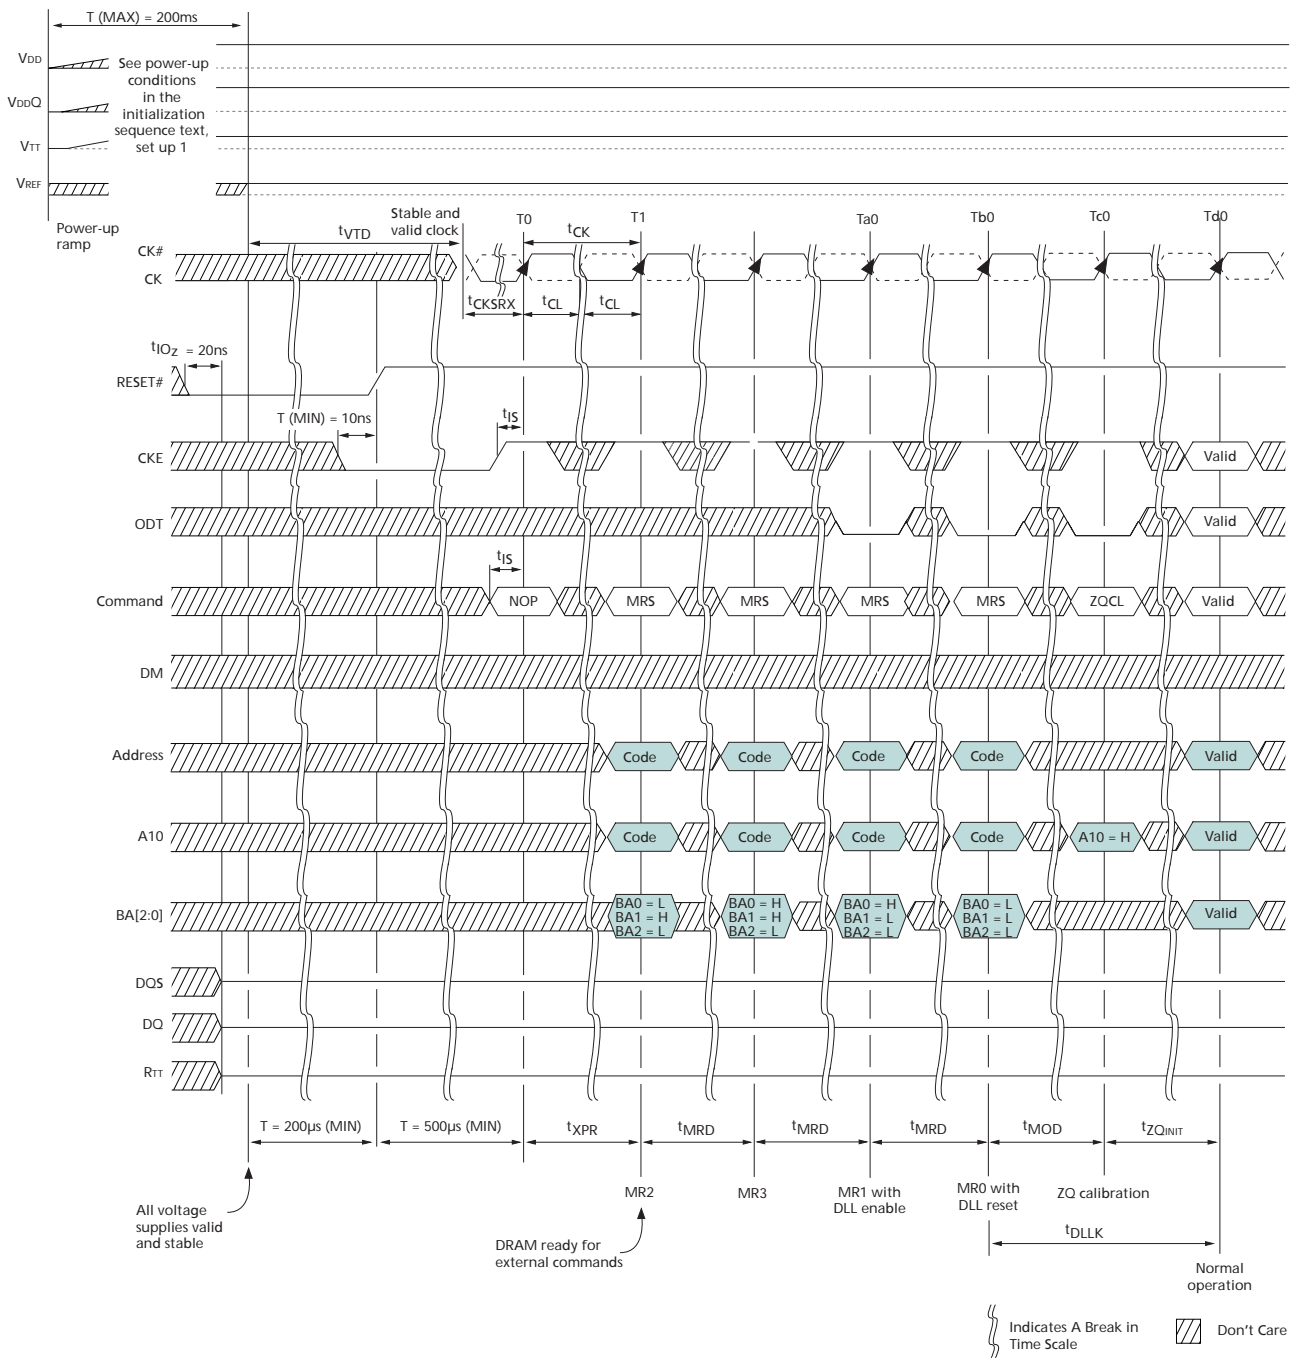 T (MAX) = 200ms
VDD
See power-up
conditions
in the
initialization
sequence text,
set up 1
VDDQ
VTT
VREF
Power-up
ramp
tVTD
Stable and
valid clock
T0
T1
Ta0
Tb0
Tc0
Td0
tCK
CK#
CK
tCKSRX
tCL
tCL
tIOZ = 20ns
RESET#
T (MIN) = 10ns
tIS
CKE
Valid
ODT
Valid
tIS
Command
NOP
MRS
MRS
MRS
MRS
ZQCL
Valid
DM
Address
Code
Code
Code
Code
Valid
A10
Code
Code
Code
Code
A10 = H
Valid
BA[2:0]
BA0 = L
BA1 = H
BA2 = L
BA0 = H
BA1 = H
BA2 = L
BA0 = H
BA1 = L
BA2 = L
BA0 = L
BA1 = L
BA2 = L
Valid
DQS
DQ
RTT
T = 200µs (MIN)
T = 500µs (MIN)
tXPR
tMRD
tMRD
tMRD
tMOD
tZQINIT
MR2
MR3
MR1 with
DLL enable
MR0 with
DLL reset
ZQ calibration
All voltage
supplies valid
and stable
DRAM ready for
external commands
tDLLK
Normal
operation
Indicates A Break in
Time Scale
Don't Care